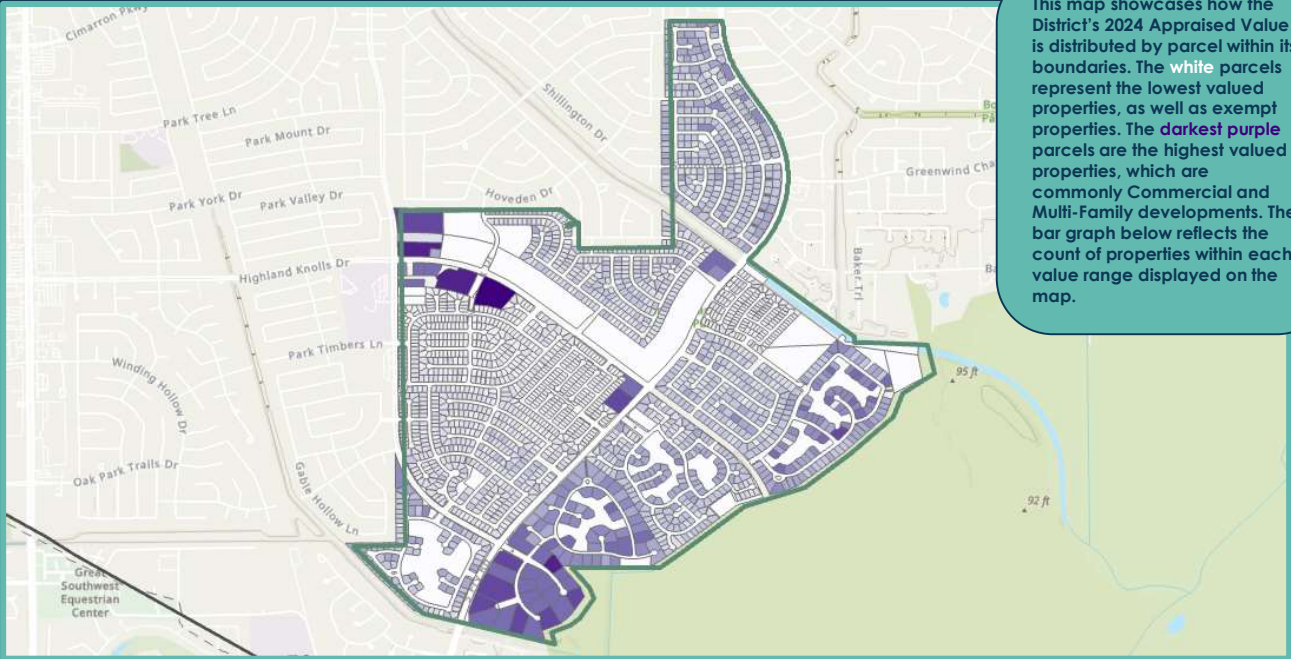 This map showcases how the
District's 2024 Appraised Value
is distributed by parcel within its
boundaries. The white parcels
represent the lowest valued
properties, as well as exempt
properties. The darkest purple
parcels are the highest valued
properties, which are
commonly Commercial and
Multi-Family developments. The
bar graph below reflects the
count of properties within each
value range displayed on the
map.
Cimarron Pkwy
Park Tree Ln
Park Mount Dr
Shillington Dr
Greenwind Cha
Park York Dr
Park Valley Dr
Hoveden Dr
Baker Trl
Highland Knolls Dr
Park Timbers Ln
Winding Hollow Dr
95 ft
Oak Park Trails Dr
Gable Hollow Ln
92 ft
Great
Southwest
Equestrian
Center